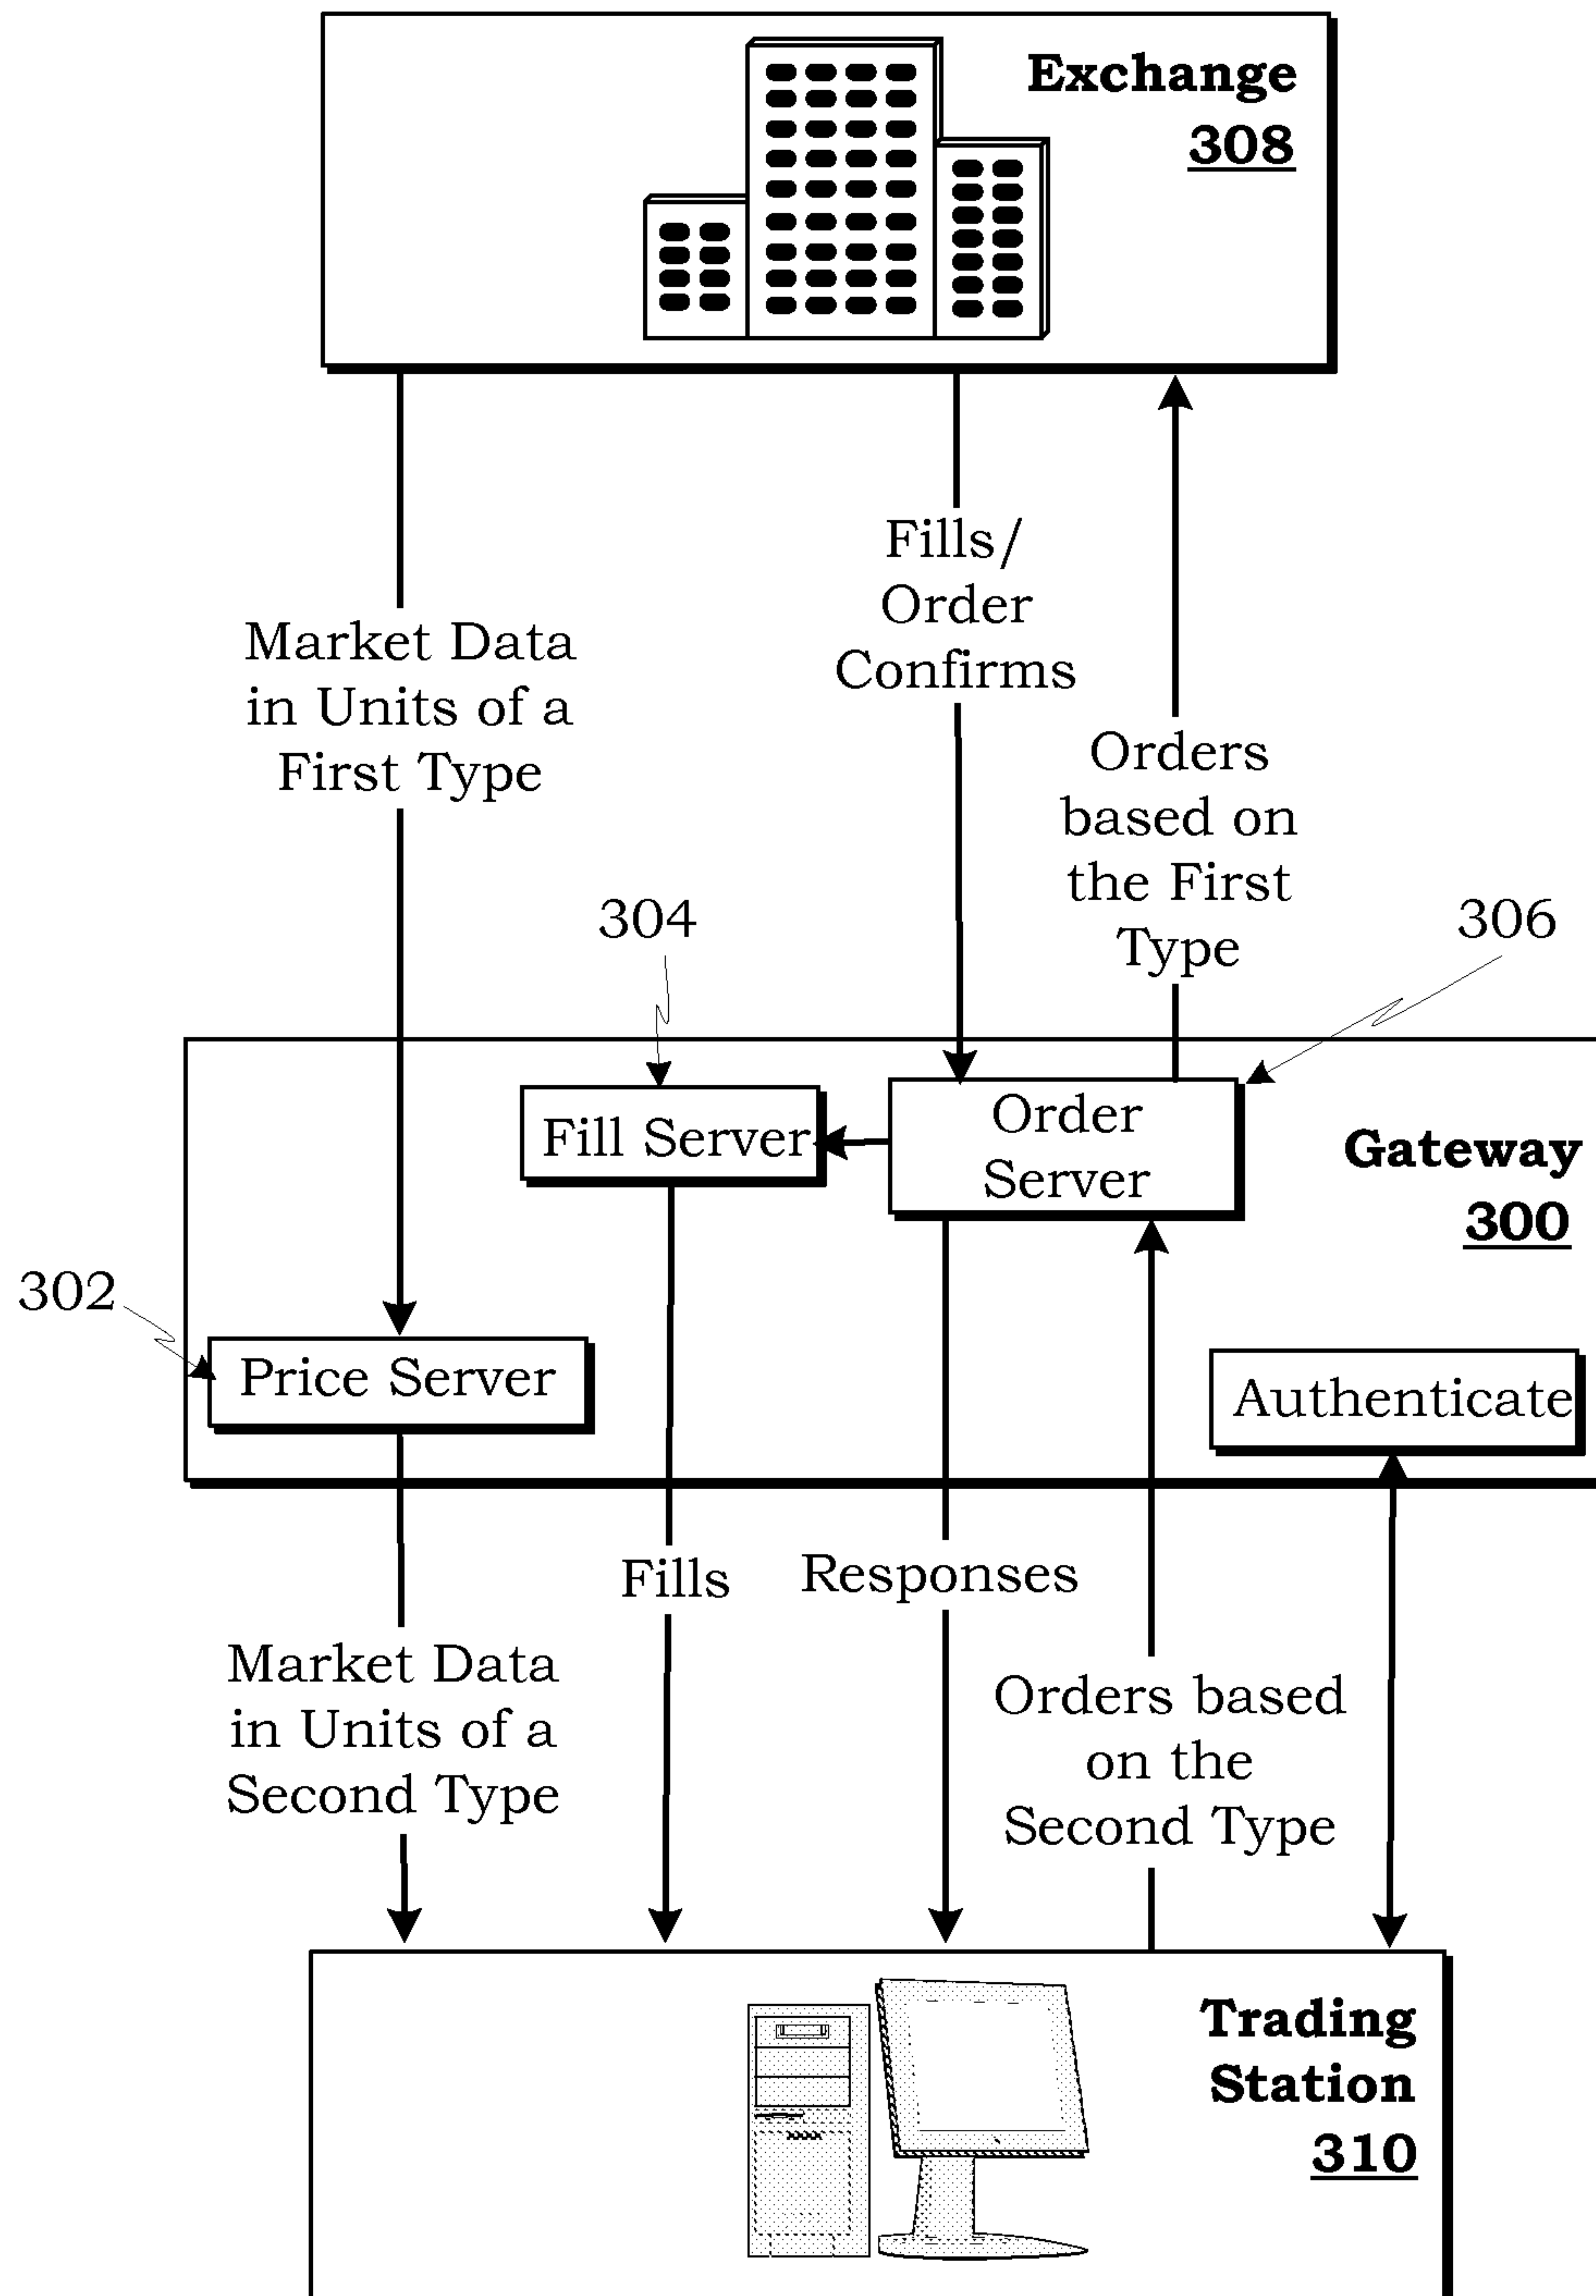 Exchange
308
Market Data
in Units of a
First Type
Fills/
Order
Confirms
Orders
based on
the First
Type
304
306
Fill Server
Order
Server
Gateway
300
302
Price Server
Authenticate
Fills
Responses
Market Data
in Units of a
Second Type
Orders based
on the
Second Type
Trading
Station
310